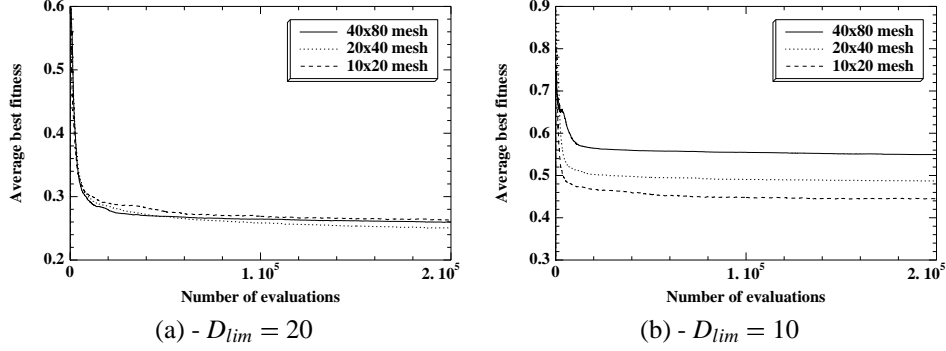 0.6
0.5
0.4
0.3
0.2
Average best fitness
40x80 mesh
20x40 mesh
10x20 mesh
0
1. 10^5
2. 10^5
Number of evaluations
(a) - D_lim = 20
0.9
0.8
0.7
0.6
0.5
0.4
0.3
Average best fitness
40x80 mesh
20x40 mesh
10x20 mesh
0
1. 10^5
2. 10^5
Number of evaluations
(b) - D_lim = 10